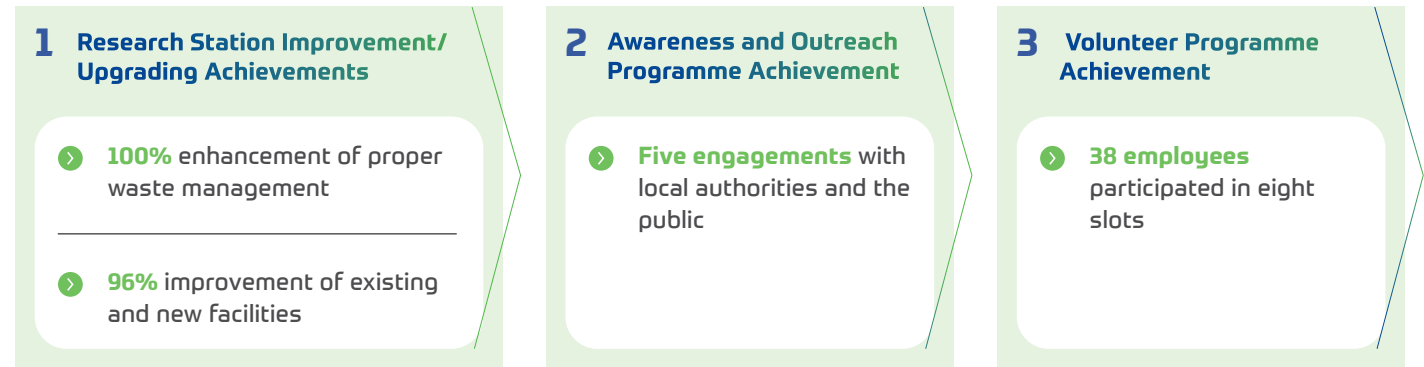 1
Research Station Improvement/
Upgrading Achievements
100% enhancement of proper
waste management
96% improvement of existing
and new facilities
2
Awareness and Outreach
Programme Achievement
Five engagements with
local authorities and the
public
3
Volunteer Programme
Achievement
38 employees
participated in eight
slots